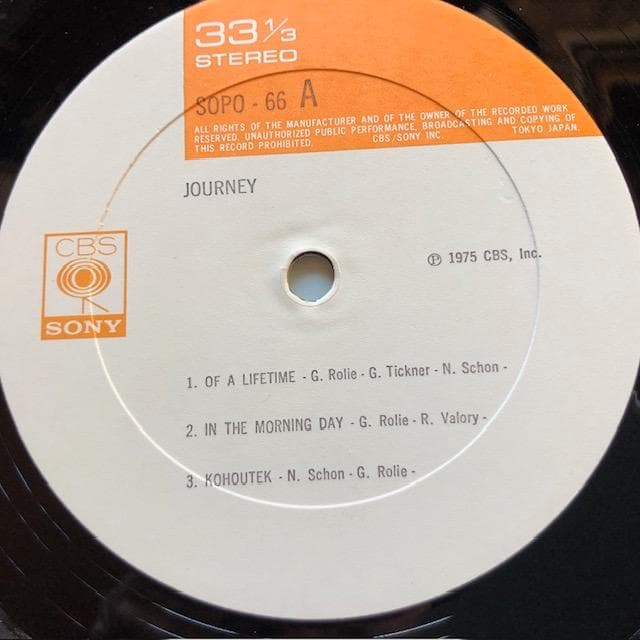 33 1/3
STEREO
SOPO - 66 A
ALL RIGHTS OF THE MANUFACTURER AND OF THE OWNER OF THE RECORDED WORK
RESERVED. UNAUTHORIZED PUBLIC PERFORMANCE, BROADCASTING AND COPYING OF
THIS RECORD PROHIBITED. CBS/SONY INC. TOKYO JAPAN.
JOURNEY
CBS
SONY
℗ 1975 CBS, Inc.
1. OF A LIFETIME - G. Rolie - G. Tickner - N. Schon -
2. IN THE MORNING DAY - G. Rolie - R. Valory -
3. KOHOUTEK - N. Schon - G. Rolie -